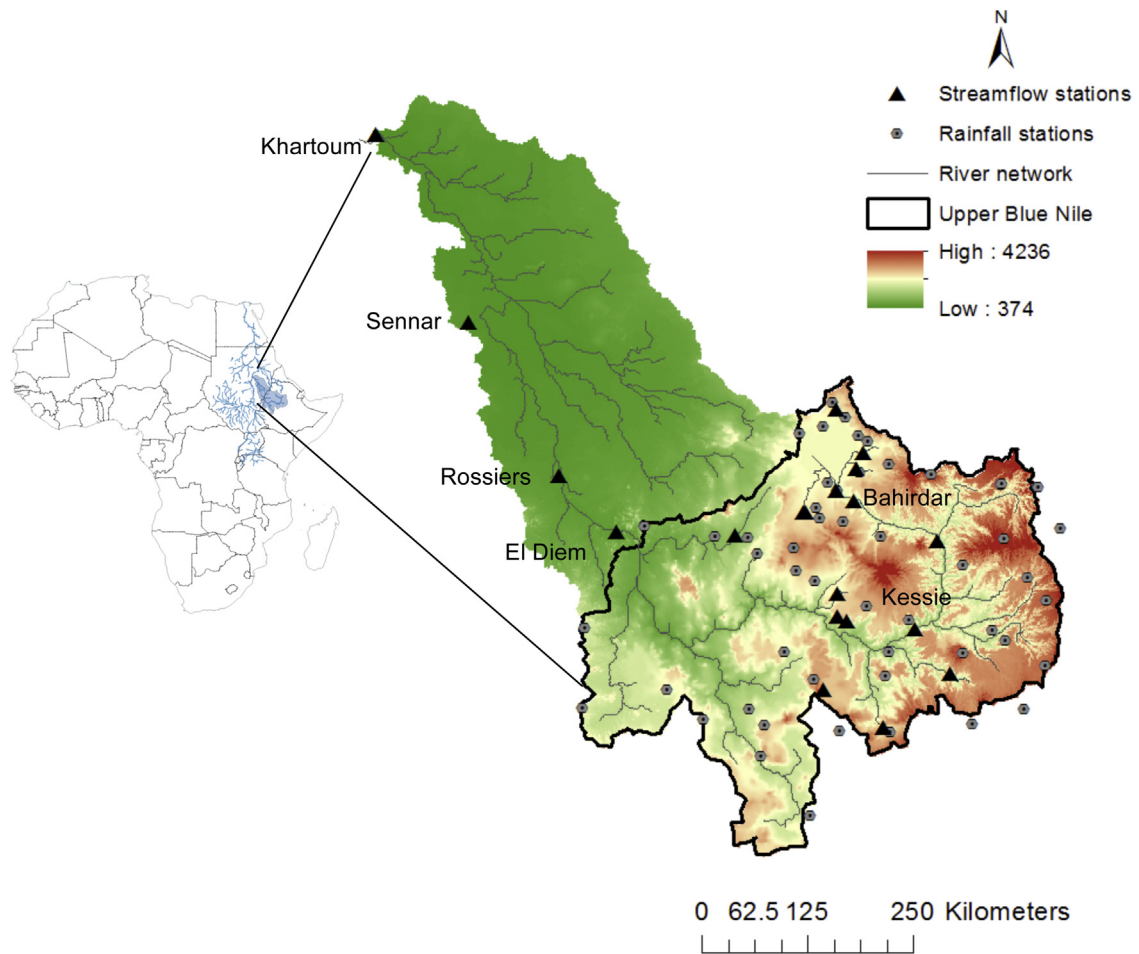 N
Streamflow stations
Rainfall stations
River network
Upper Blue Nile
High : 4236
Low : 374
Khartoum
Sennar
Rossiers
El Diem
Bahirdar
Kessie
0 62.5 125 250 Kilometers